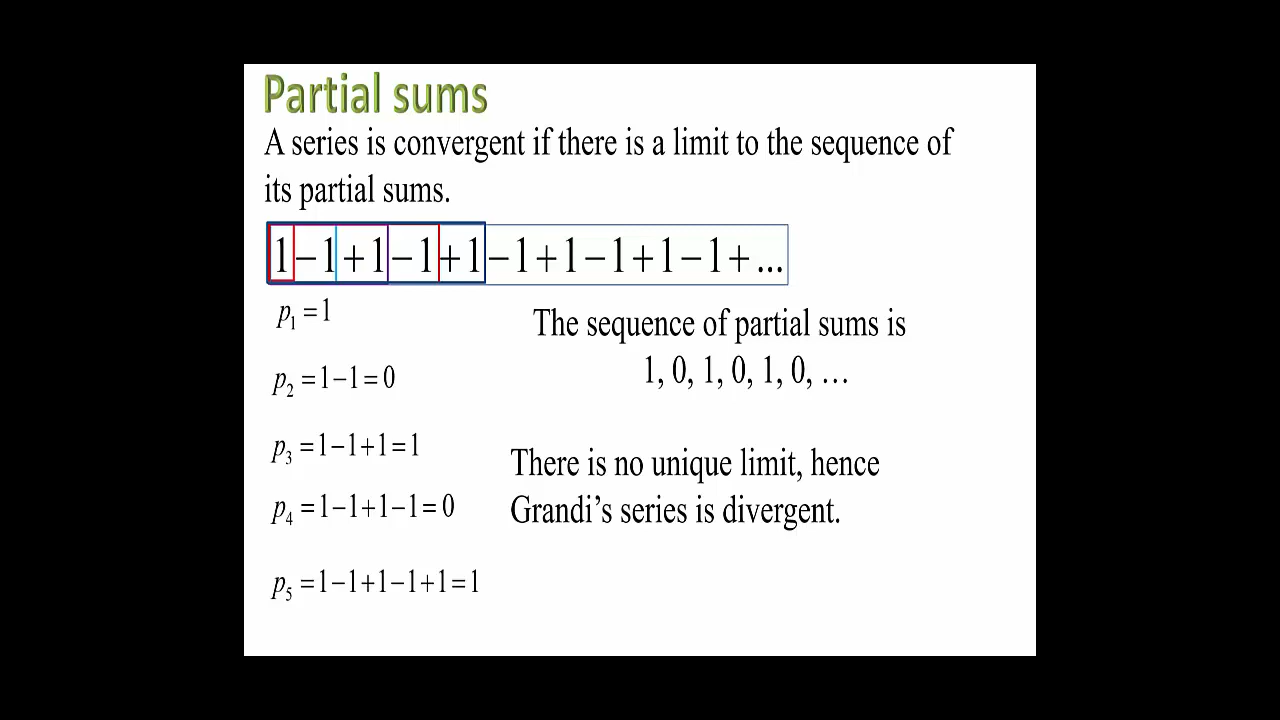 Partial sums
A series is convergent if there is a limit to the sequence of
its partial sums.
1−1+1−1+1−1+1−1+1−1+...
p₁=1
The sequence of partial sums is
1, 0, 1, 0, 1, 0, …
p₂=1−1=0
p₃=1−1+1=1
There is no unique limit, hence
Grandi’s series is divergent.
p₄=1−1+1−1=0
p₅=1−1+1−1+1=1